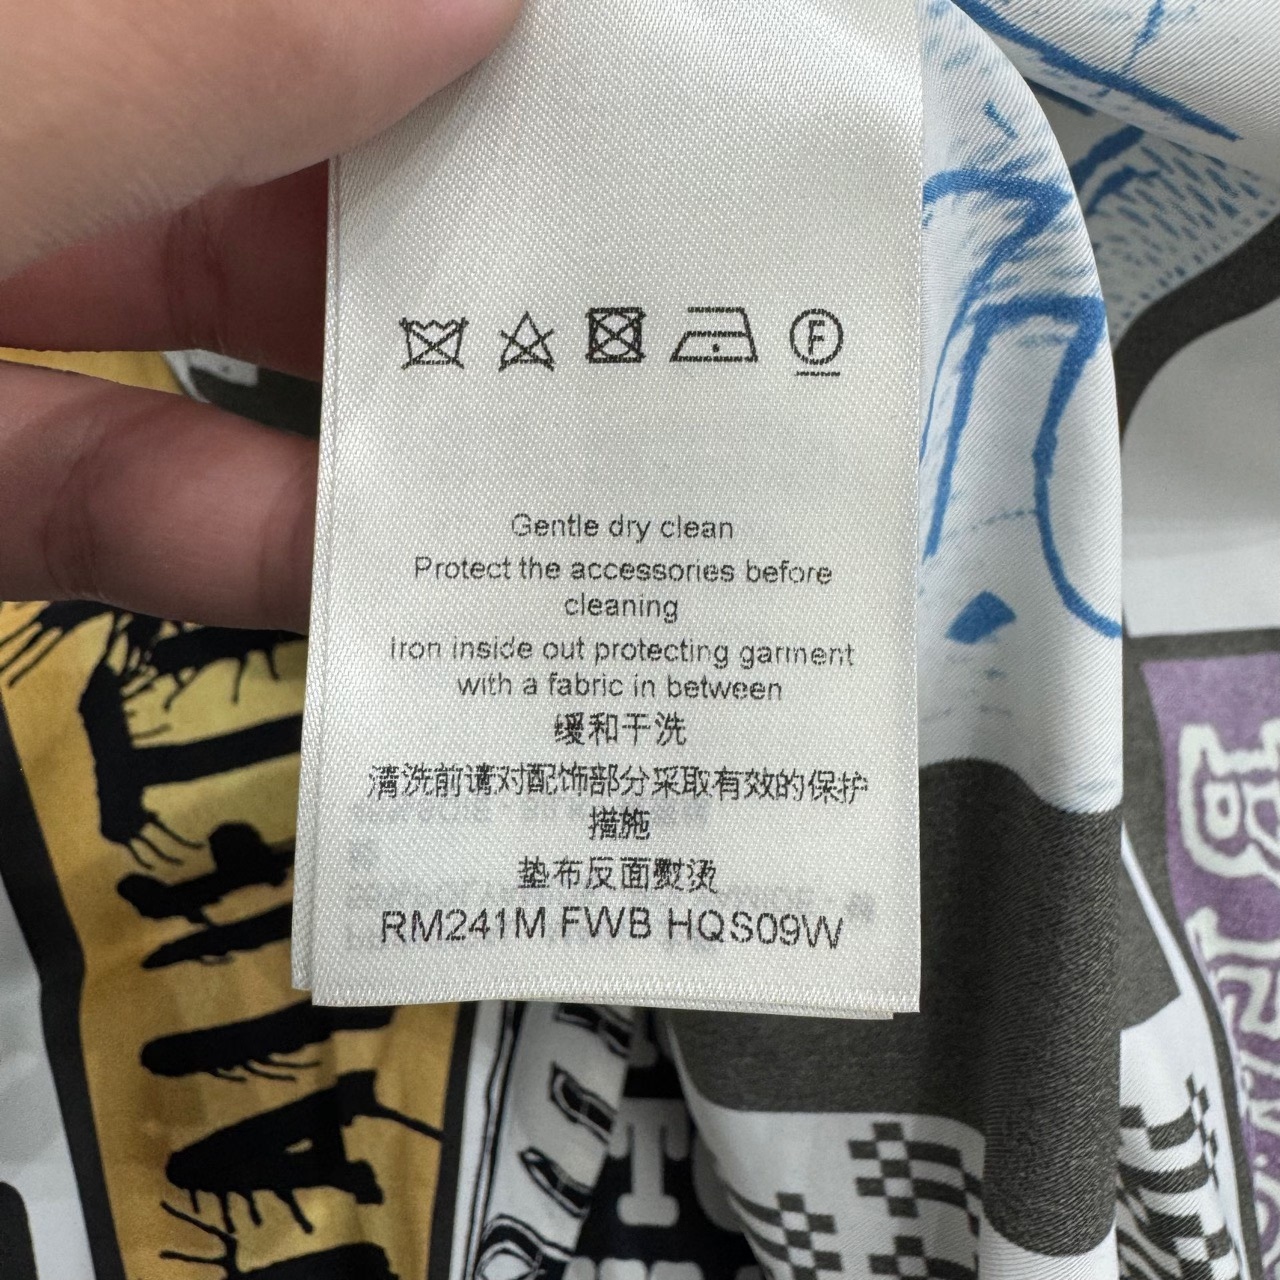 F
Gentle dry clean
Protect the accessories before
cleaning
Iron inside out protecting garment
with a fabric in between
缓和干洗
清洗前请对配饰部分采取有效的保护
措施
垫布反面熨烫
RM241M FWB HQS09W